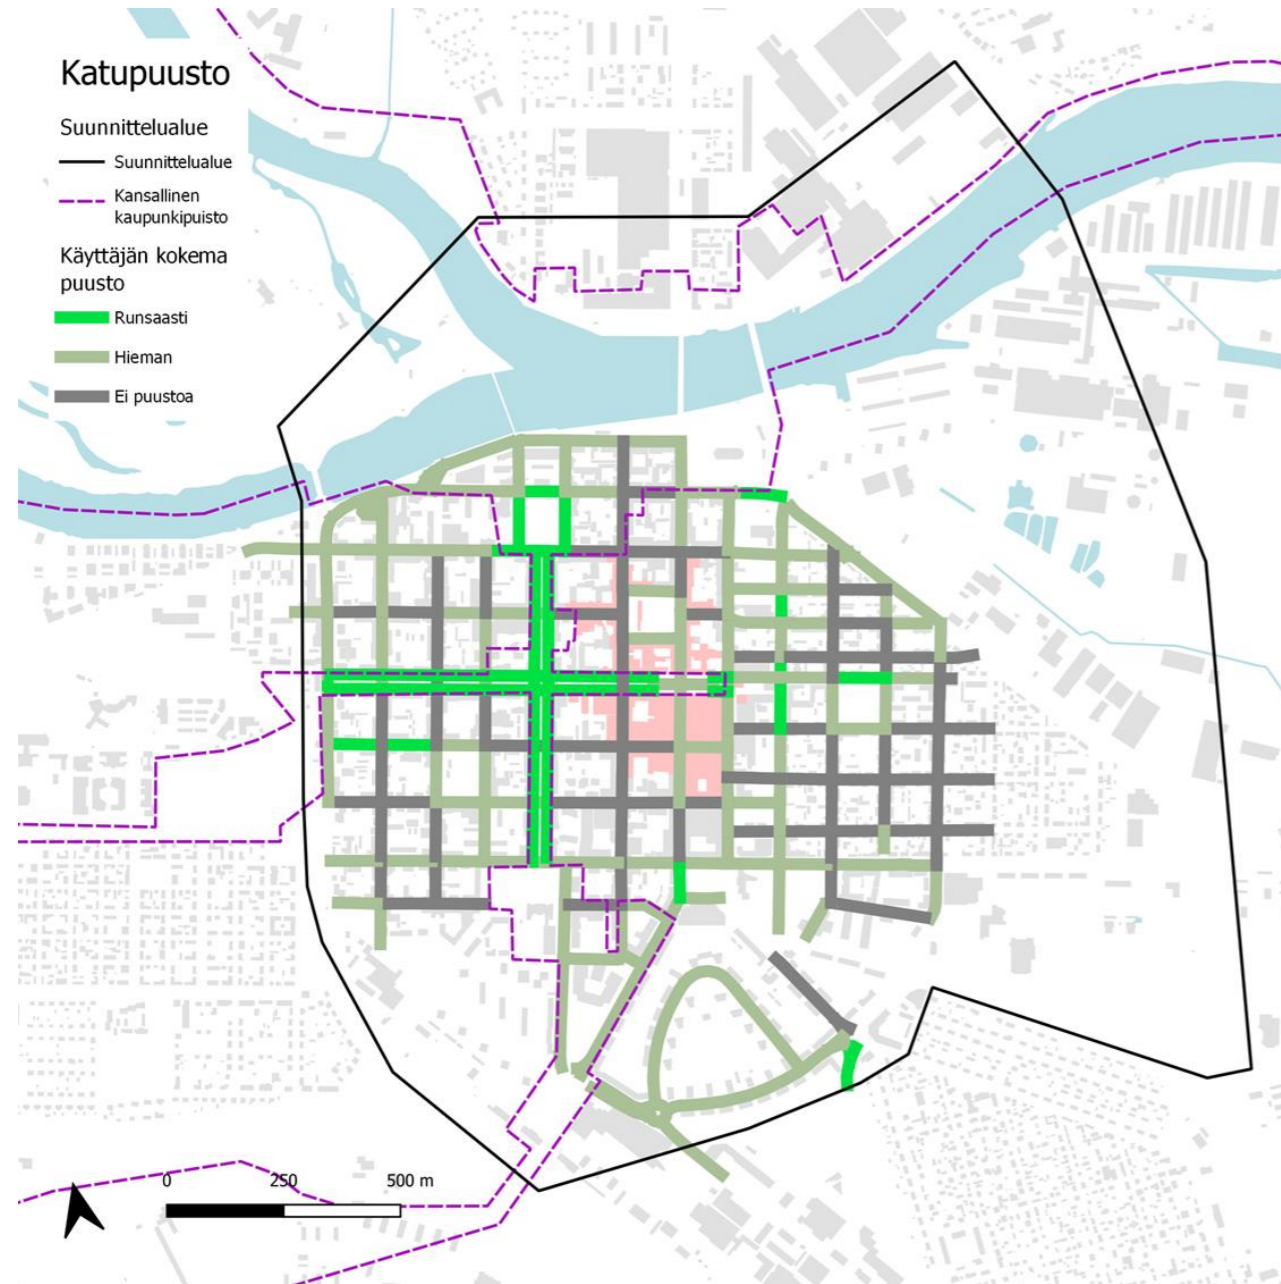 Katupuusto
Suunnittelualue
Suunnittelualue
Kansallinen
kaupunkipuisto
Käyttäjän kokema
puusto
Runsaasti
Hieman
Ei puustoa
0 250 500 m